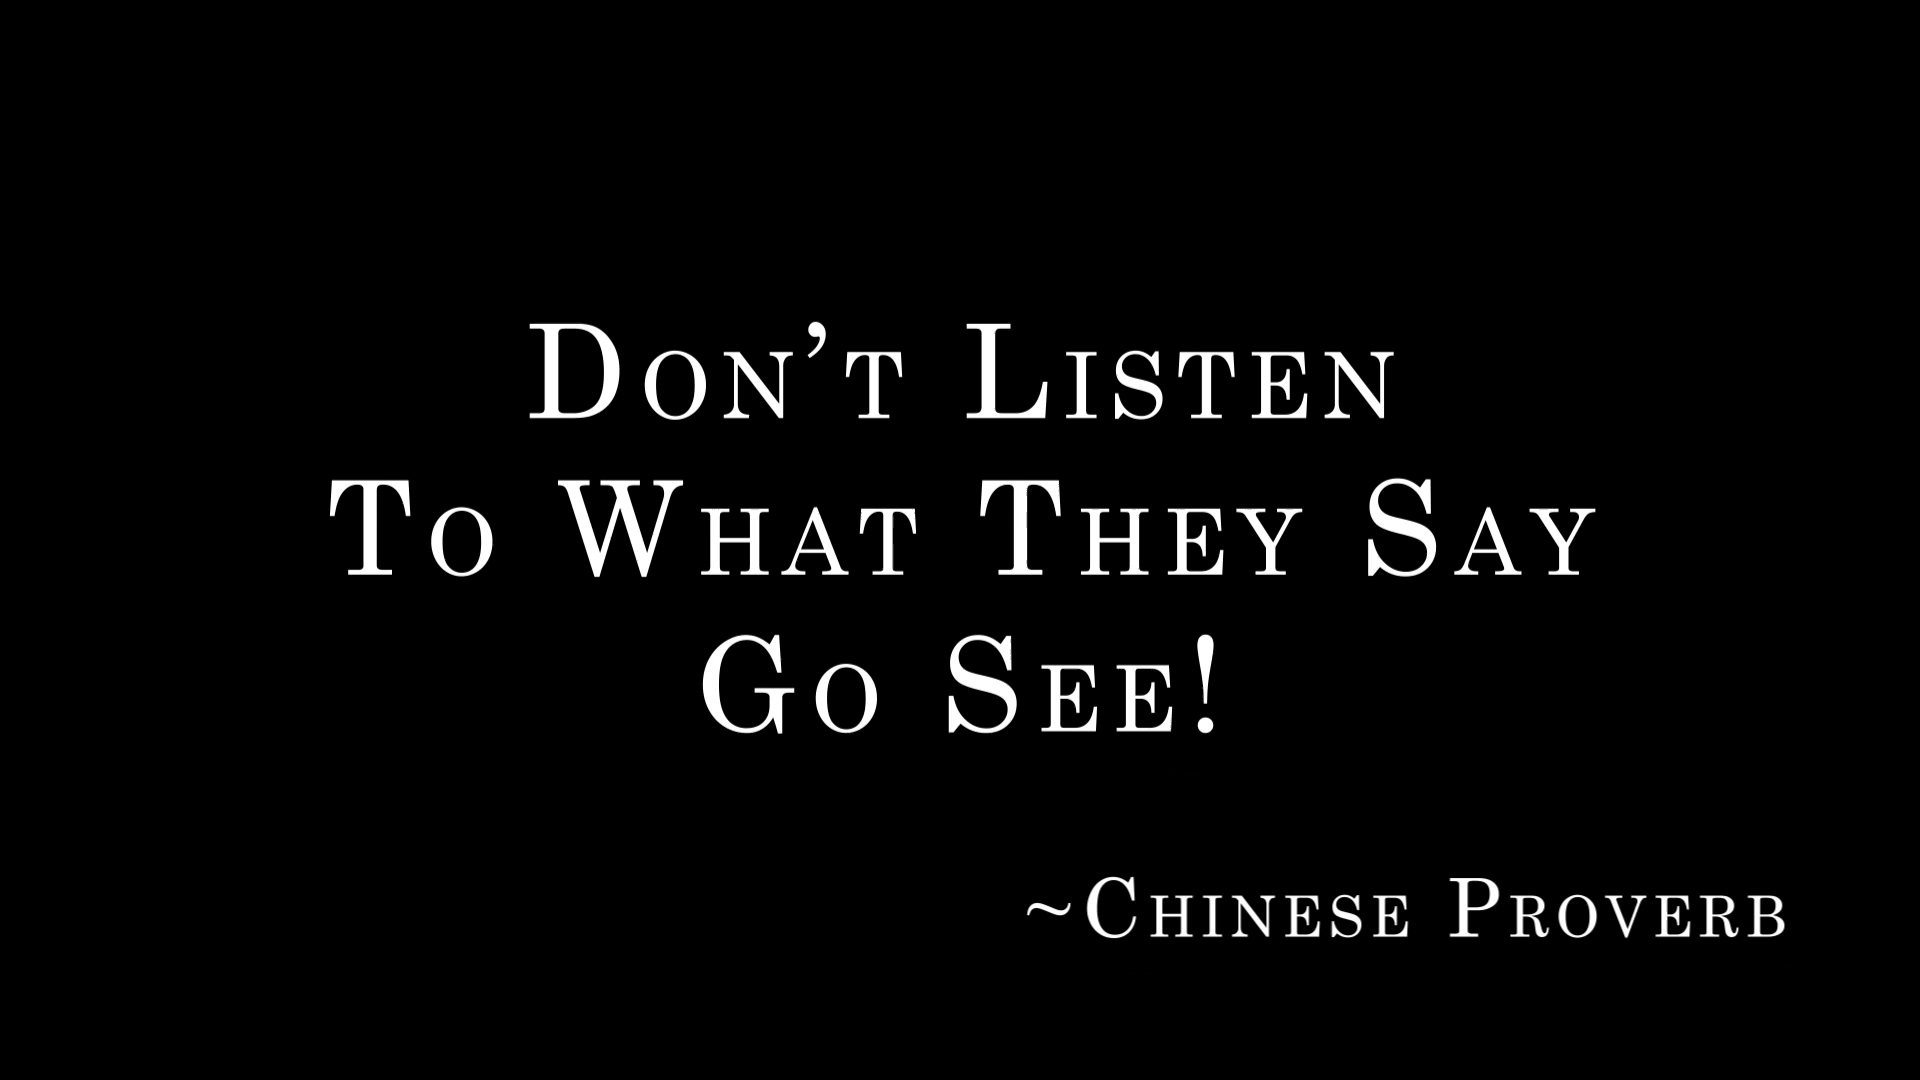 Don’t Listen
To What They Say
Go See!
~Chinese Proverb